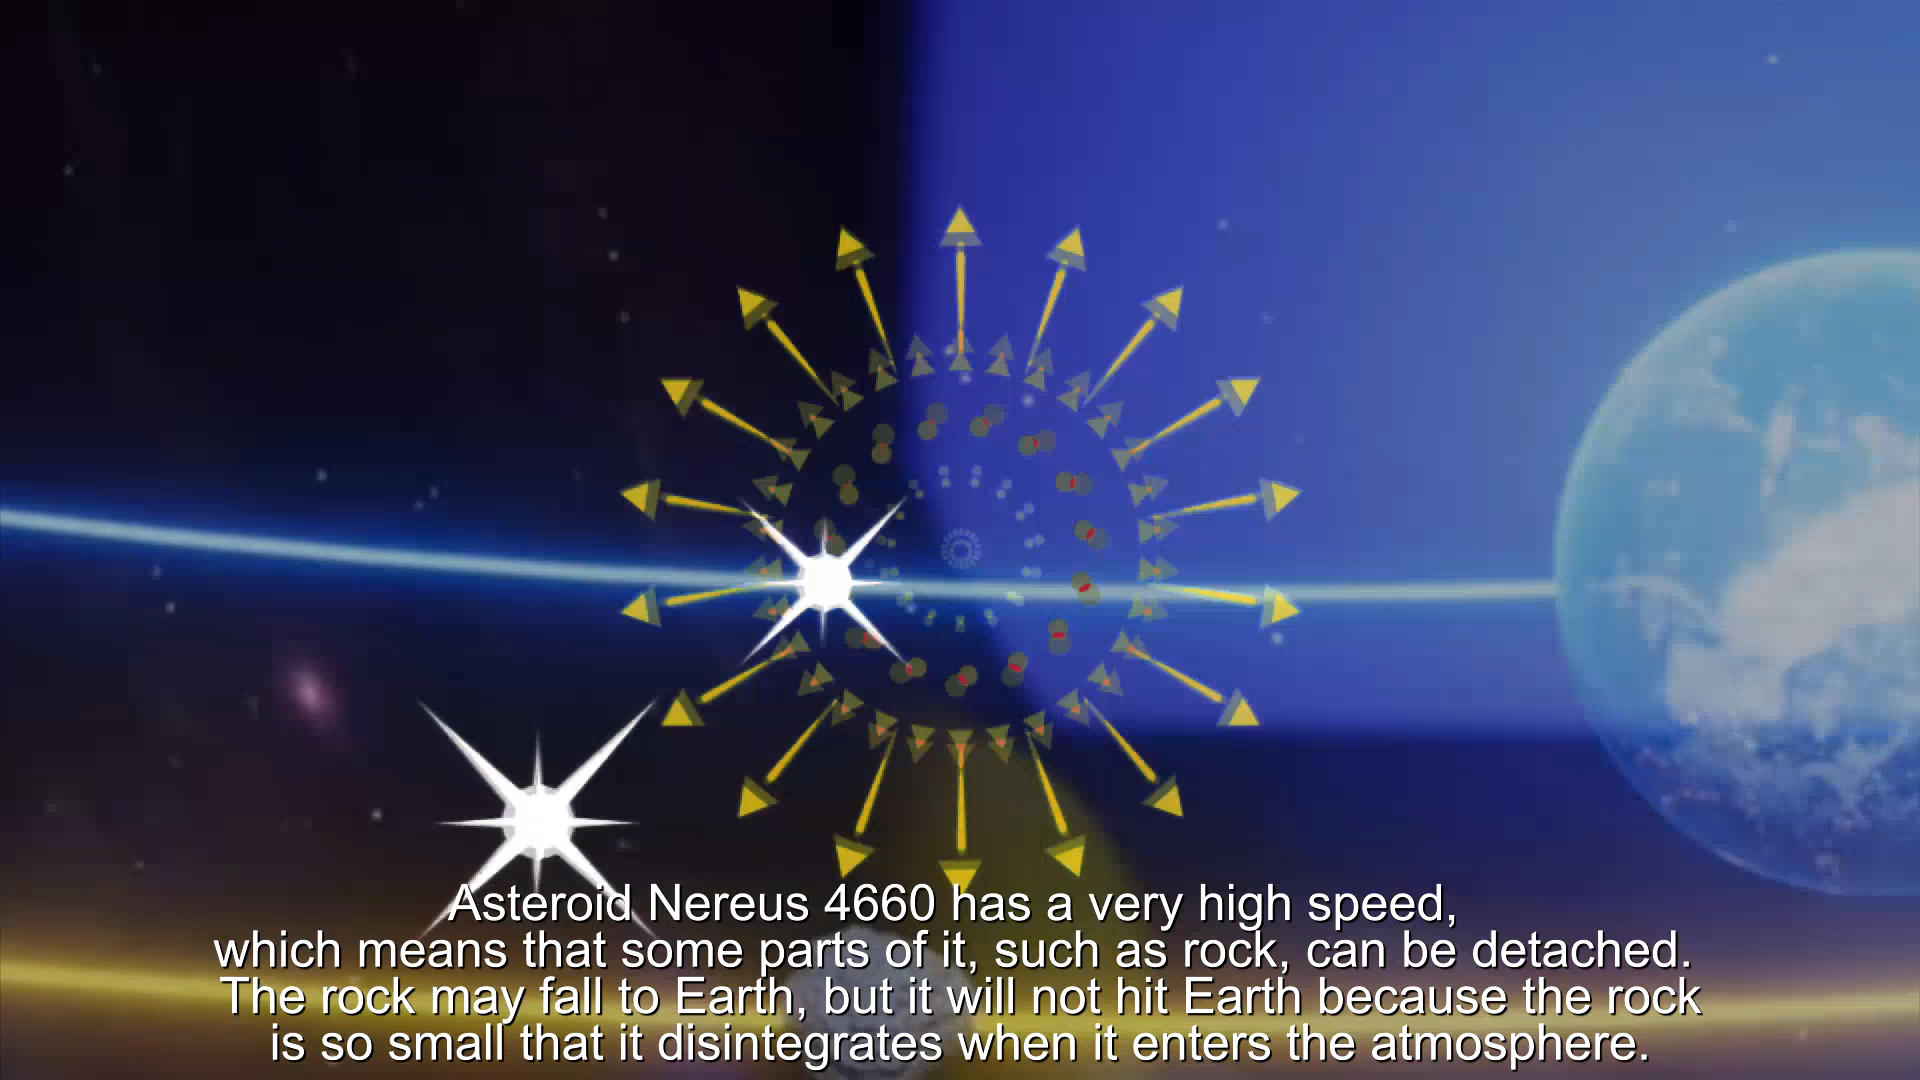 Asteroid Nereus 4660 has a very high speed,
which means that some parts of it, such as rock, can be detached.
The rock may fall to Earth, but it will not hit Earth because the rock
is so small that it disintegrates when it enters the atmosphere.